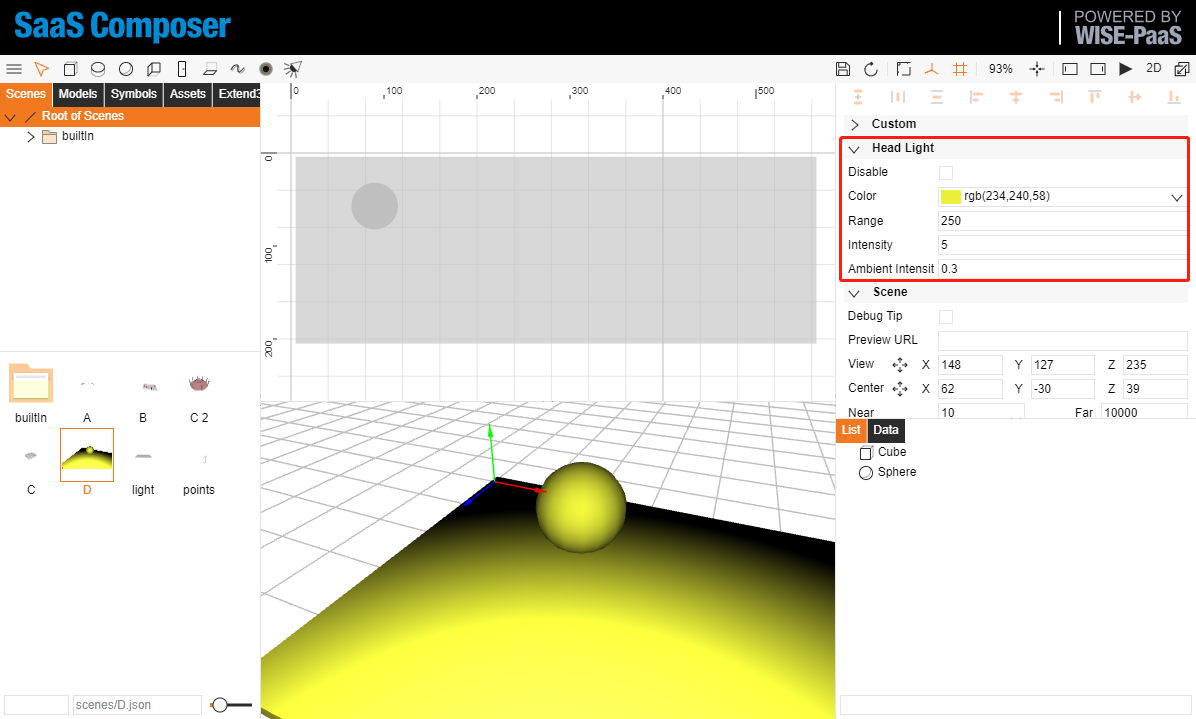 SaaS Composer
POWERED BY
WISE-PaaS
93%
2D
Scenes Models Symbols Assets Extend3
Root of Scenes
builtIn
0 100 200 300 400 500
0
100
200
builtIn A B C 2
C D light points
scenes/D.json
Custom
Head Light
Disable
Color rgb(234,240,58)
Range 250
Intensity 5
Ambient Intensit 0.3
Scene
Debug Tip
Preview URL
View X 148 Y 127 Z 235
Center X 62 Y -30 Z 39
Near 10 Far 10000
List Data
Cube
Sphere